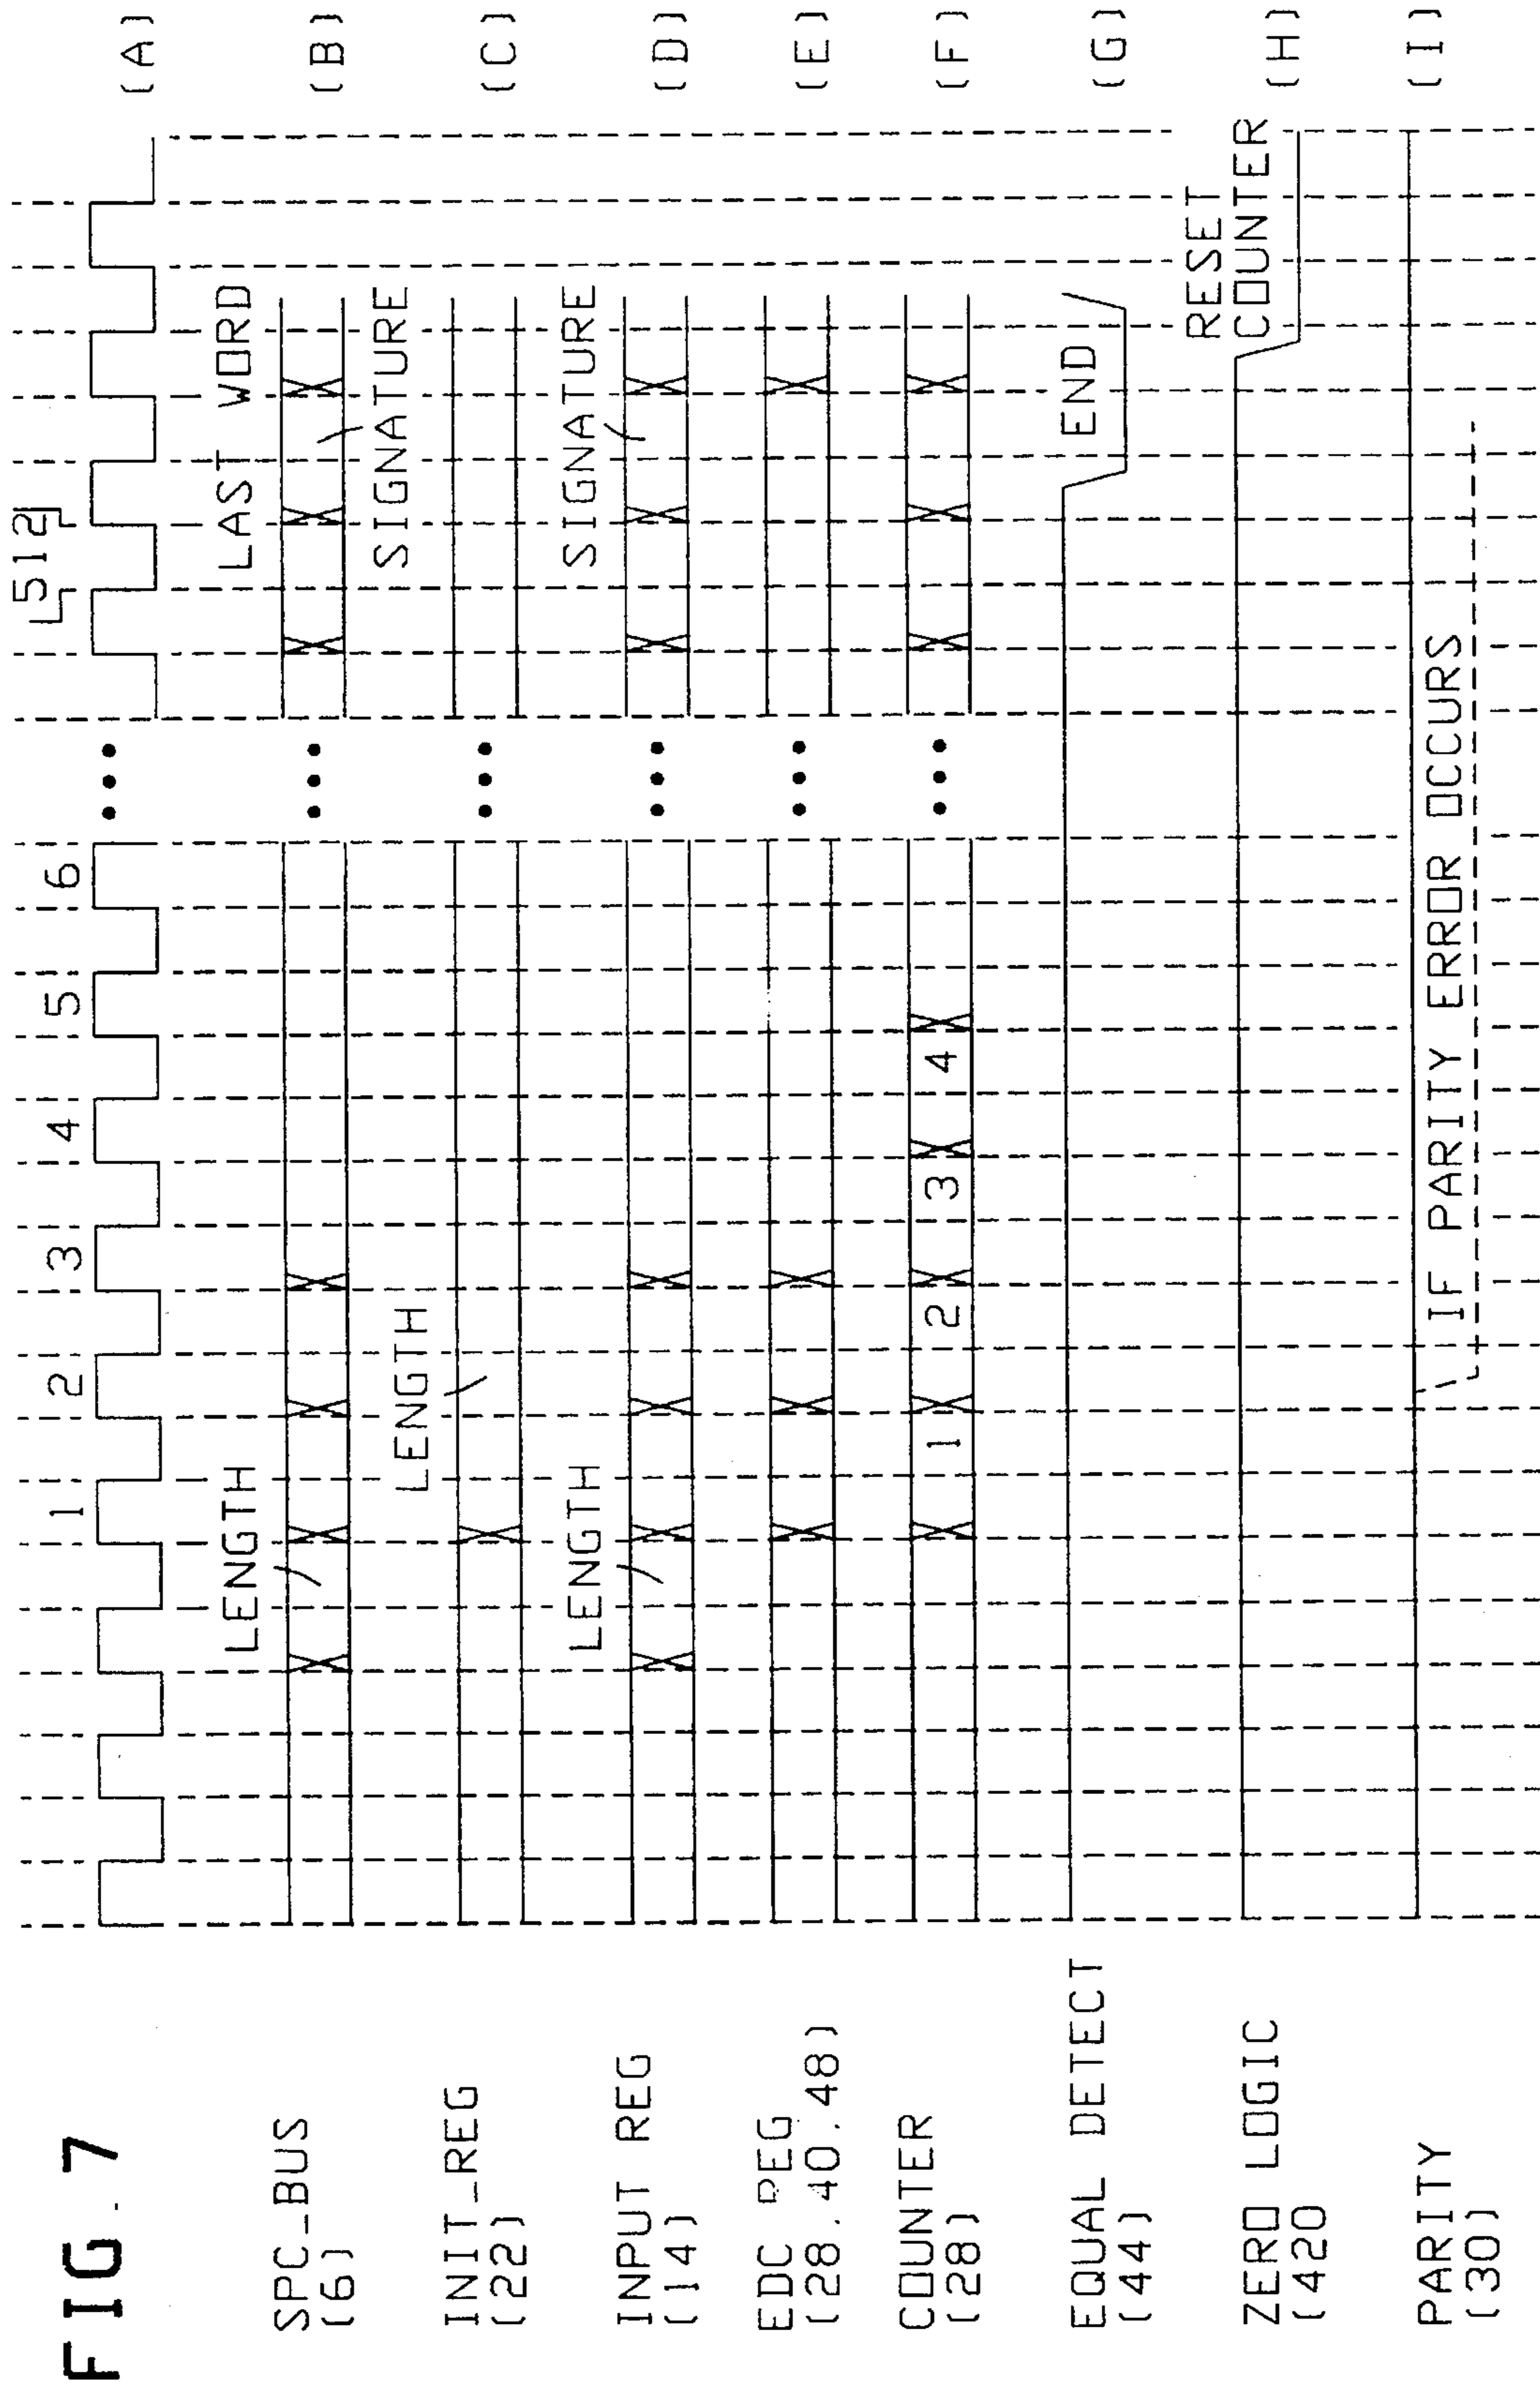 FIG. 7
1 2 3 4 5 6 ••• L512 (A)
SPC_BUS
(6)
LENGTH
•••
LAST WORD
SIGNATURE
(B)
INIT_REG
(22)
LENGTH
•••
(C)
INPUT REG
(14)
LENGTH
•••
SIGNATURE
(D)
EDC REG
(28.40.48)
•••
(E)
COUNTER
(28)
1 2 3 4 •••
(F)
EQUAL DETECT
(44)
END
(G)
ZERO LOGIC
(420
RESET
COUNTER
(H)
PARITY
(30)
IF PARITY ERROR OCCURS
(I)